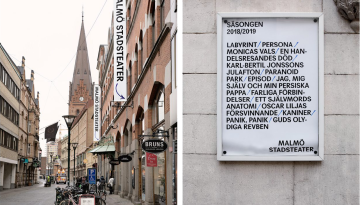 MALMÖ STADSTEATER
MALMÖ STADSTEATER
BRUNS
SÄSONGEN
2018/2019
LABYRINT / PERSONA /
MONICAS VALS / EN HAN-
DELSRESANDES DÖD /
KARL-BERTIL JONSSONS
JULAFTON / PARANOID
PARK / EPISOD / JAG, MIG
SJÄLV OCH MIN PERSISKA
PAPPA / FARLIGA FÖRBIN-
DELSER / ETT SJÄLVMORDS
ANATOMI / OSCAR LILJAS
FÖRSVINNANDE / KANINER /
PANIK, PANIK / GUDS OLY-
DIGA REVBEN
MALMÖ
STADSTEATER